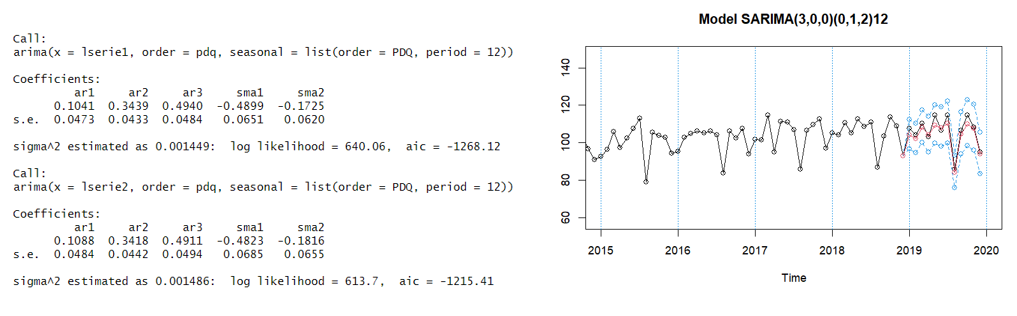 Call:
arima(x = lserie1, order = pdq, seasonal = list(order = PDQ, period = 12))
Coefficients:
ar1 ar2 ar3 sma1 sma2
0.1041 0.3439 0.4940 -0.4899 -0.1725
s.e. 0.0473 0.0433 0.0484 0.0651 0.0620
sigma^2 estimated as 0.001449: log likelihood = 640.06, aic = -1268.12
Call:
arima(x = lserie2, order = pdq, seasonal = list(order = PDQ, period = 12))
Coefficients:
ar1 ar2 ar3 sma1 sma2
0.1088 0.3418 0.4911 -0.4823 -0.1816
s.e. 0.0484 0.0442 0.0494 0.0685 0.0655
sigma^2 estimated as 0.001486: log likelihood = 613.7, aic = -1215.41
Model SARIMA(3,0,0)(0,1,2)12
140
120
100
80
60
2015 2016 2017 2018 2019 2020
Time